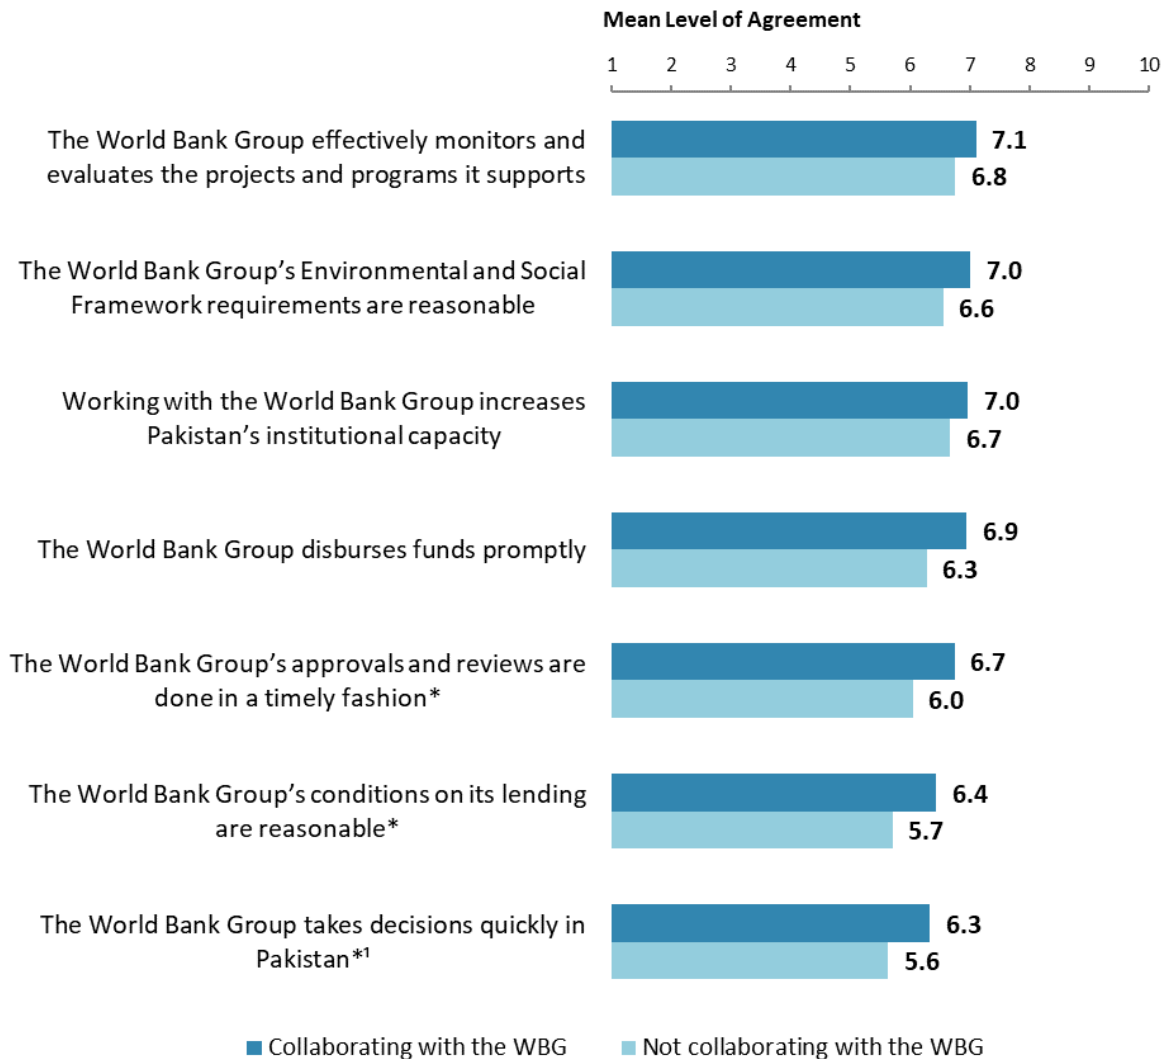 Mean Level of Agreement
1 2 3 4 5 6 7 8 9 10
The World Bank Group effectively monitors and
evaluates the projects and programs it supports
7.1
6.8
The World Bank Group’s Environmental and Social
Framework requirements are reasonable
7.0
6.6
Working with the World Bank Group increases
Pakistan’s institutional capacity
7.0
6.7
The World Bank Group disburses funds promptly
6.9
6.3
The World Bank Group’s approvals and reviews are
done in a timely fashion*
6.7
6.0
The World Bank Group’s conditions on its lending
are reasonable*
6.4
5.7
The World Bank Group takes decisions quickly in
Pakistan*¹
6.3
5.6
Collaborating with the WBG Not collaborating with the WBG